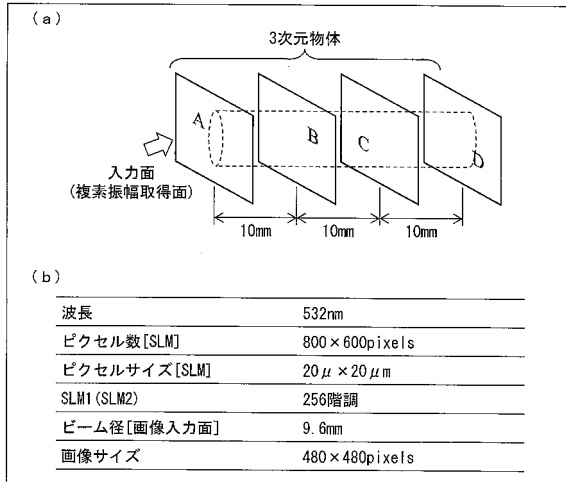 (a)
3次元物体
A
B
C
D
入力面
(複素振幅取得面)
10mm 10mm 10mm
(b)
波長 532nm
ピクセル数[SLM] 800×600pixels
ピクセルサイズ[SLM] 20μ×20μm
SLM1(SLM2) 256階調
ビーム径[画像入力面] 9.6mm
画像サイズ 480×480pixels